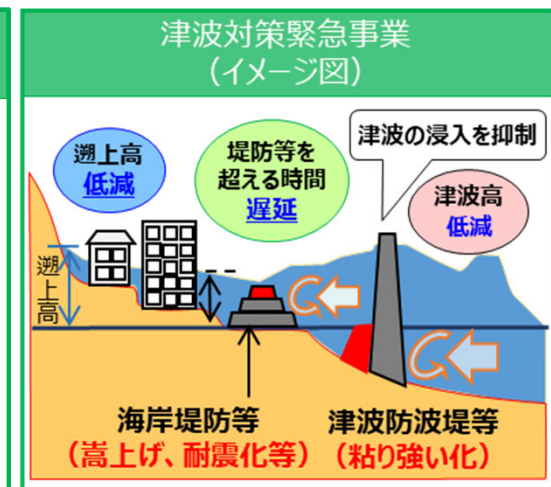 津波対策緊急事業
(イメージ図)
津波の浸入を抑制
遡上高
低減
堤防等を
超える時間
遅延
津波高
低減
遡上高
海岸堤防等
(嵩上げ、耐震化等)
津波防波堤等
(粘り強い化)